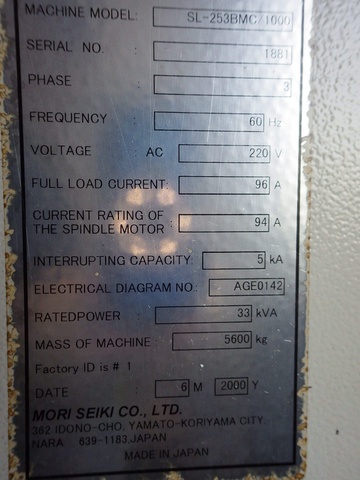 MACHINE MODEL: SL-253BMC/1000
SERIAL NO. 1881
PHASE : 3
FREQUENCY : 60 Hz
VOLTAGE AC 220 V
FULL LOAD CURRENT: 96 A
CURRENT RATING OF
THE SPINDLE MOTOR : 94 A
INTERRUPTING CAPACITY: 5 kA
ELECTRICAL DIAGRAM NO : AGE0142
RATEDPOWER : 33 kVA
MASS OF MACHINE : 5600 kg
Factory ID is # 1
DATE : 6 M 2000 Y
MORI SEIKI CO., LTD.
362 IDONO-CHO, YAMATO-KORIYAMA CITY
NARA 639-1183,JAPAN
MADE IN JAPAN